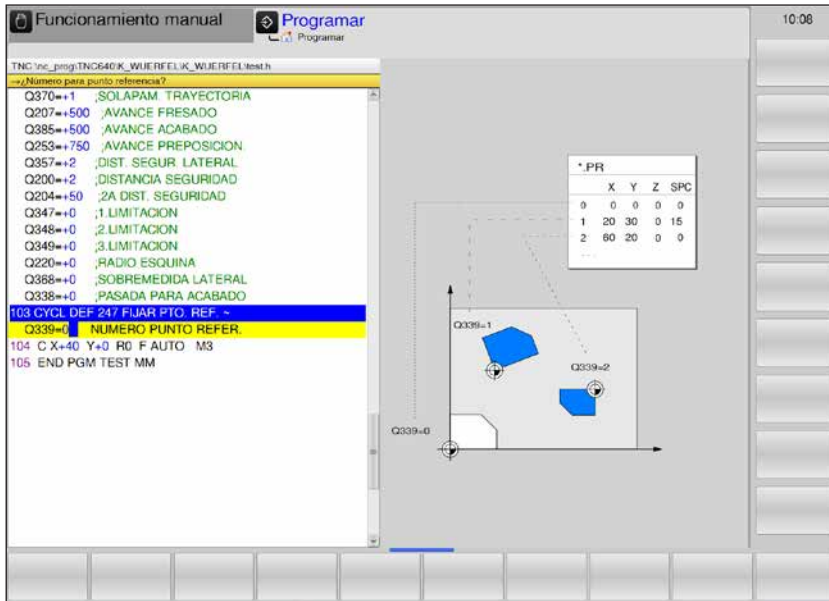 Funcionamiento manual
Programar
Programar
10:08
TNC:\nc_prog\TNC640\K_WUERFEL\K_WUERFEL\test.h
→¿Número para punto referencia?
Q370=+1 ;SOLAPAM. TRAYECTORIA
Q207=+500 ;AVANCE FRESADO
Q385=+500 ;AVANCE ACABADO
Q253=+750 ;AVANCE PREPOSICION.
Q357=+2 ;DIST. SEGUR. LATERAL
Q200=+2 ;DISTANCIA SEGURIDAD
Q204=+50 ;2A DIST. SEGURIDAD
Q347=+0 ;1.LIMITACION
Q348=+0 ;2.LIMITACION
Q349=+0 ;3.LIMITACION
Q220=+0 ;RADIO ESQUINA
Q368=+0 ;SOBREMEDIDA LATERAL
Q338=+0 ;PASADA PARA ACABADO
103 CYCL DEF 247 FIJAR PTO. REF. ~
Q339=0 NUMERO PUNTO REFER.
104 C X+40 Y+0 R0 F AUTO M3
105 END PGM TEST MM
*.PR
X Y Z SPC
0 0 0 0 0
1 20 30 0 15
2 60 20 0 0
...
Q339=1
Q339=2
Q339=0